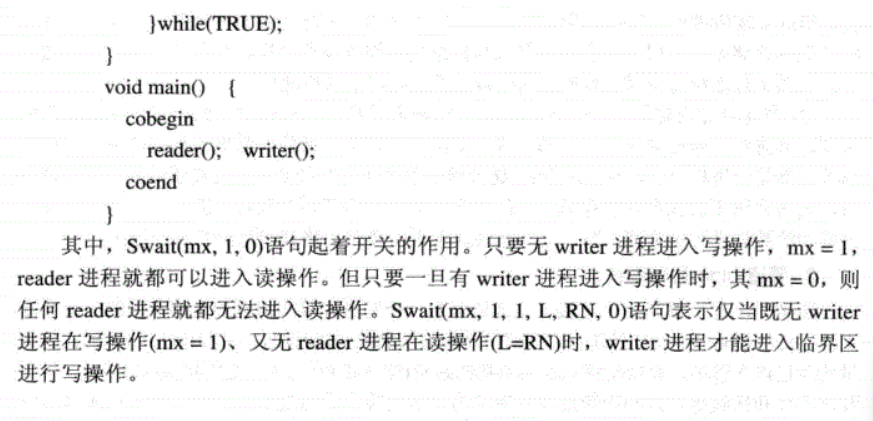 }while(TRUE);
}
void main() {
cobegin
reader(); writer();
coend
}
其中，Swait(mx, 1, 0)语句起着开关的作用。只要无 writer 进程进入写操作，mx = 1，
reader 进程就都可以进入读操作。但只要一旦有 writer 进程进入写操作时，其 mx = 0，则
任何 reader 进程就都无法进入读操作。Swait(mx, 1, 1, L, RN, 0)语句表示仅当既无 writer
进程在写操作(mx = 1)、又无 reader 进程在读操作(L=RN)时，writer 进程才能进入临界区
进行写操作。